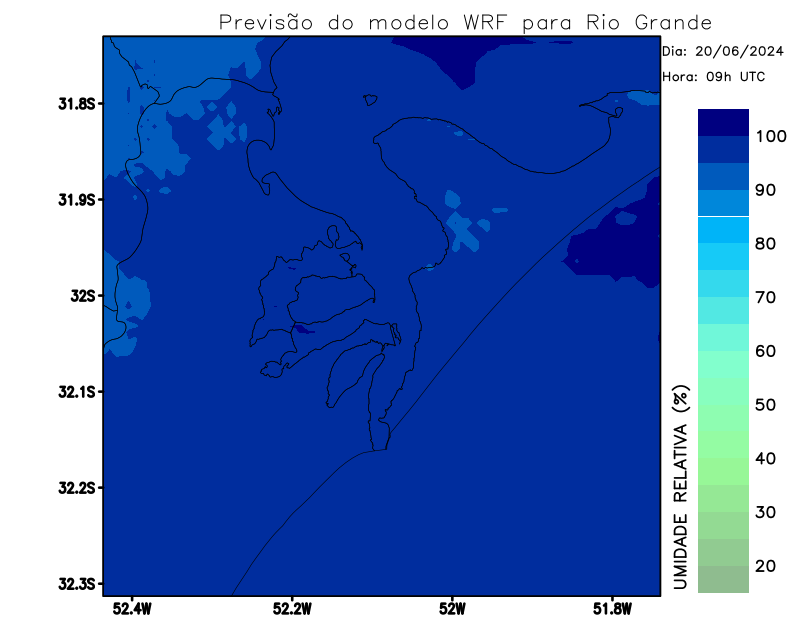 Previsão do modelo WRF para Rio Grande
Dia: 20/06/2024
Hora: 09h UTC
31.8S
31.9S
32S
32.1S
32.2S
32.3S
52.4W
52.2W
52W
51.8W
UMIDADE RELATIVA (%)
100
90
80
70
60
50
40
30
20